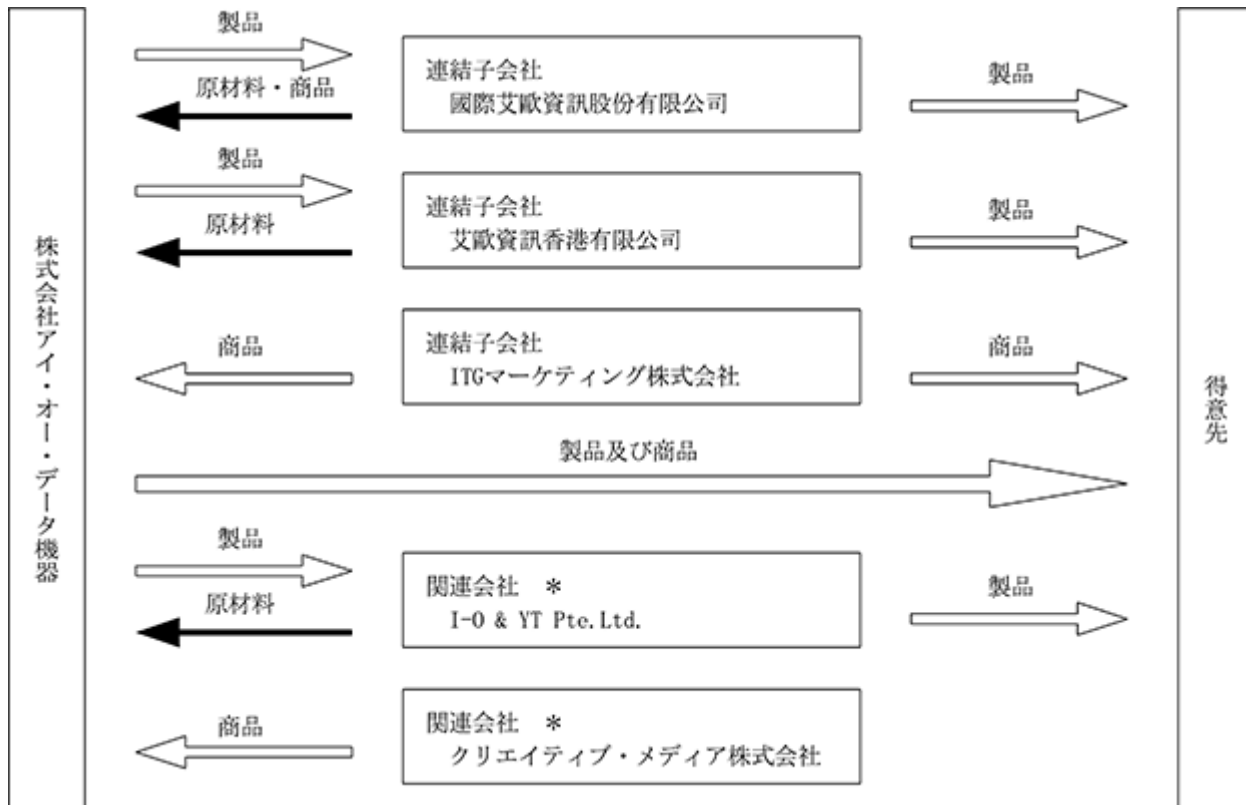 株式会社アイ・オー・データ機器
製品
原材料・商品
連結子会社
國際艾歐資訊股份有限公司
製品
製品
原材料
連結子会社
艾歐資訊香港有限公司
製品
商品
連結子会社
ITGマーケティング株式会社
商品
製品及び商品
製品
原材料
関連会社 *
I-O & YT Pte.Ltd.
製品
商品
関連会社 *
クリエイティブ・メディア株式会社
得意先